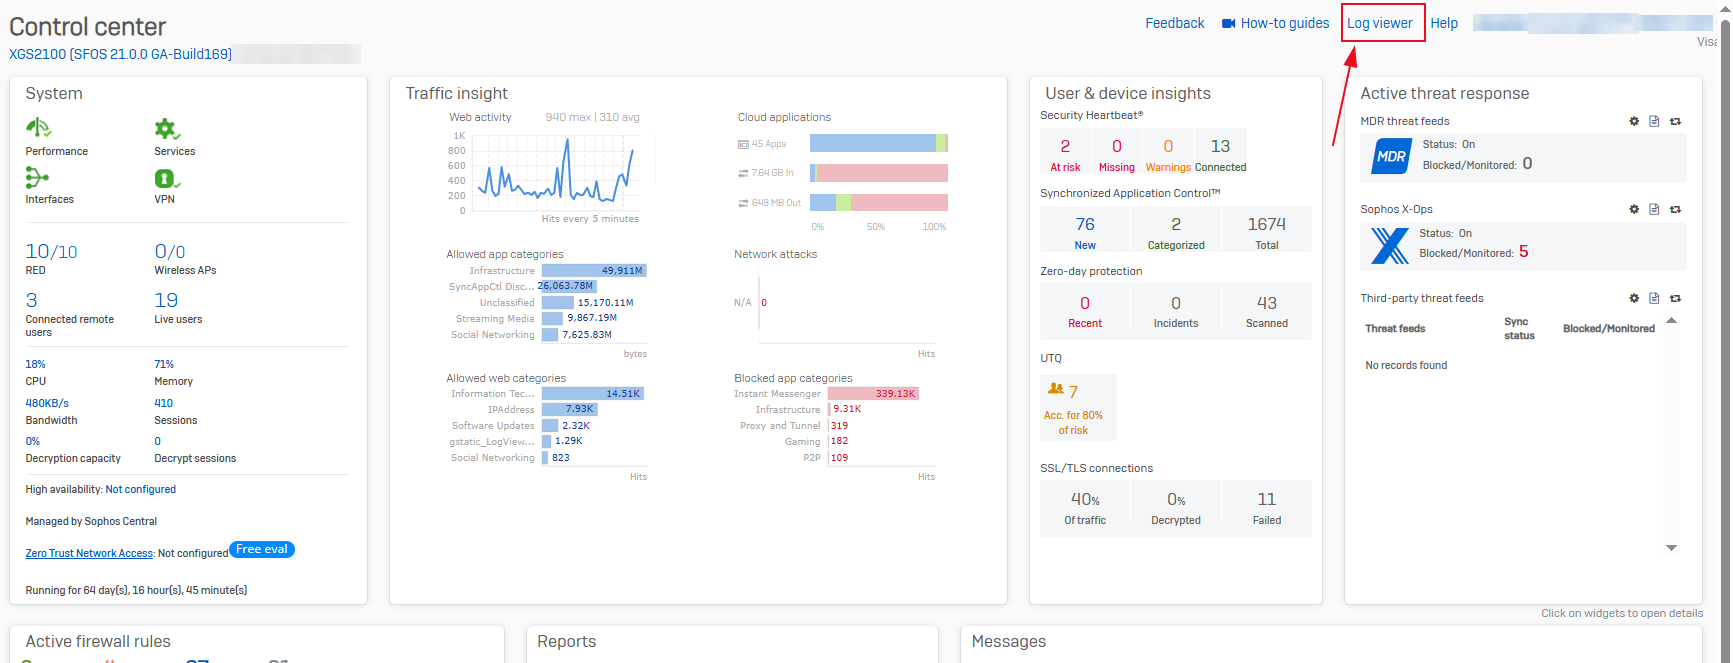 Control center
Feedback How-to guides Log viewer Help
XGS2100 [SFOS 21.0.0 GA-Build169]
System
Performance Services
Interfaces VPN
10/10 0/0
RED Wireless APs
3 19
Connected remote users Live users
18% 71%
CPU Memory
480KB/s 410
Bandwidth Sessions
0% 0
Decryption capacity Decrypt sessions
High availability: Not configured
Managed by Sophos Central
Zero Trust Network Access: Not configured Free eval
Running for 64 day(s), 16 hour(s), 45 minute(s)
Traffic insight
Web activity 940 max | 310 avg
1K
800
600
400
200
0
Hits every 5 minutes
Cloud applications
45 Apps
7.64 GB In
648 MB Out
0% 50% 100%
Allowed app categories
Infrastructure 49,911M
SyncAppCtl Disc... 26,063.78M
Unclassified 15,170.11M
Streaming Media 9,867.19M
Social Networking 7,625.83M
bytes
Network attacks
N/A 0
Hits
Allowed web categories
Information Tec... 14.51K
IPAddress 7.93K
Software Updates 2.32K
gstatic_LogView... 1.29K
Social Networking 823
Hits
Blocked app categories
Instant Messenger 339.13K
Infrastructure 9.31K
Proxy and Tunnel 319
Gaming 182
P2P 109
Hits
User & device insights
Security Heartbeat®
2 0 0 13
At risk Missing Warnings Connected
Synchronized Application Control™
76 2 1674
New Categorized Total
Zero-day protection
0 0 43
Recent Incidents Scanned
UTQ
7
Acc. for 80%
of risk
SSL/TLS connections
40% 0% 11
Of traffic Decrypted Failed
Active threat response
MDR threat feeds
MDR
Status: On
Blocked/Monitored: 0
Sophos X-Ops
X
Status: On
Blocked/Monitored: 5
Third-party threat feeds
Threat feeds Sync status Blocked/Monitored
No records found
Click on widgets to open details
Active firewall rules
Reports
Messages